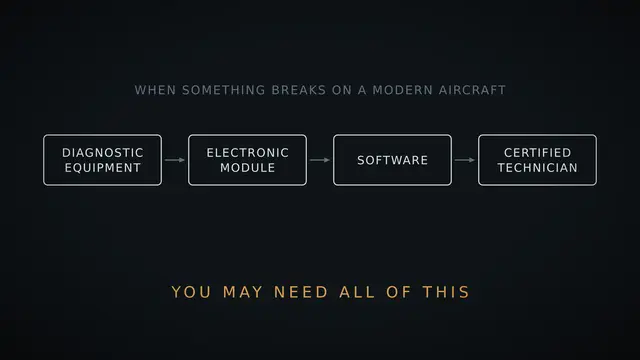 WHEN SOMETHING BREAKS ON A MODERN AIRCRAFT
DIAGNOSTIC
EQUIPMENT
ELECTRONIC
MODULE
SOFTWARE
CERTIFIED
TECHNICIAN
YOU MAY NEED ALL OF THIS